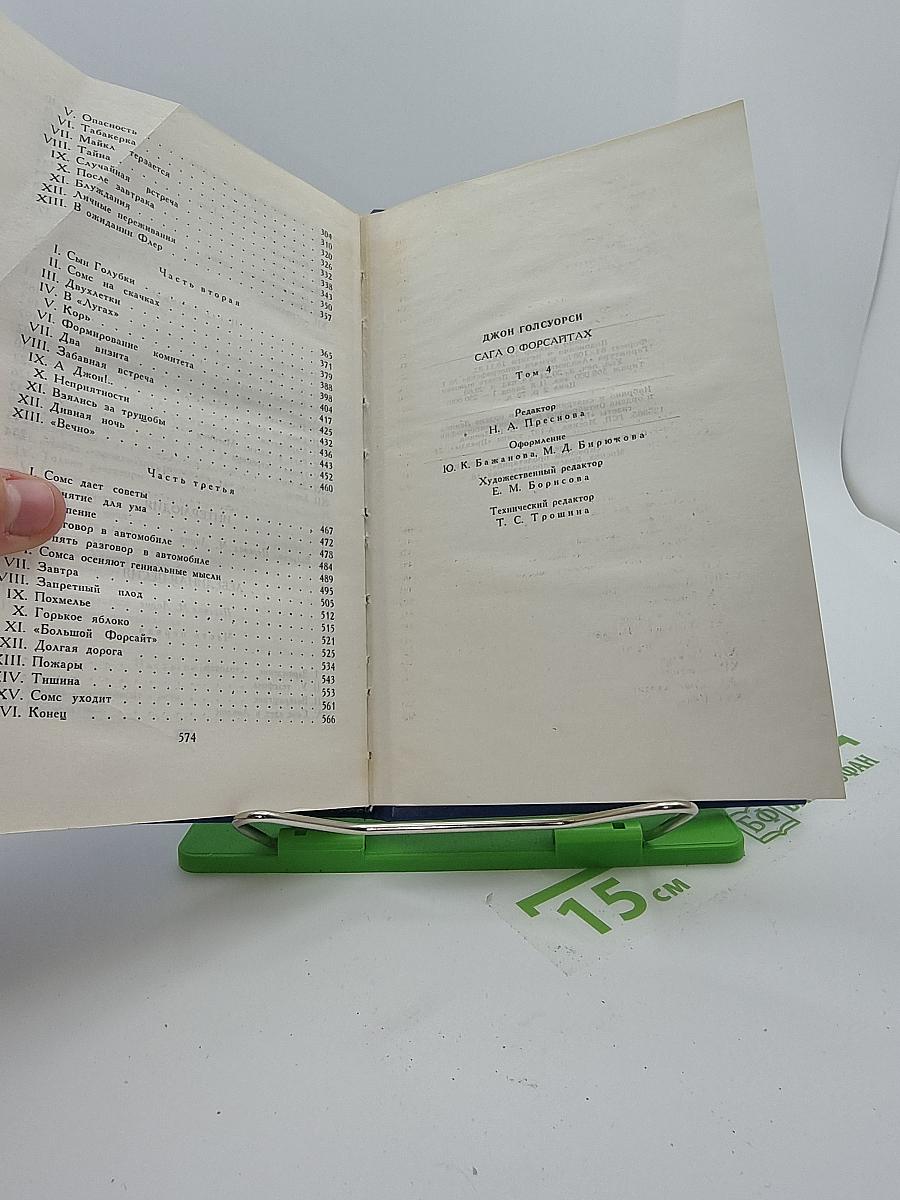 V. Опасность . . . 304
VI. Табакерка . . . 310
VII. Майкл терзается . . . 320
VIII. Тайна . . . 326
IX. Случайная встреча . . . 332
X. После завтрака . . . 338
XI. Блуждания . . . 343
XII. Личные переживания . . . 350
XIII. В ожидании Флер . . . 357
Часть вторая
I. Сын Голубки . . . 365
II. Сомс на скачках . . . 371
III. Двухлетки . . . 379
IV. В «Лугах» . . . 388
V. Корь . . . 398
VI. Формирование комитета . . . 404
VII. Два визита . . . 417
VIII. Забавная встреча . . . 425
IX. А Джон!.. . . . 432
X. Неприятности . . . 436
XI. Взялись за трущобы . . . 443
XII. Дивная ночь . . . 452
XIII. «Вечно» . . . 460
Часть третья
I. Сомс дает советы . . . 467
нятие для ума . . . 472
пение . . . 478
говор в автомобиле . . . 484
пять разговор в автомобиле . . . 489
I. Сомса осеняют гениальные мысли . . . 495
VII. Завтра . . . 505
VIII. Запретный плод . . . 512
IX. Похмелье . . . 515
X. Горькое яблоко . . . 521
XI. «Большой Форсайт» . . . 525
XII. Долгая дорога . . . 534
XIII. Пожары . . . 543
XIV. Тишина . . . 553
XV. Сомс уходит . . . 561
VI. Конец . . . 566
574
ДЖОН ГОЛСУОРСИ
САГА О ФОРСАЙТАХ
Том 4
Редактор
Н. А. Преснова
Оформление
Ю. К. Бажанова, М. Д. Бирюкова
Художественный редактор
Е. М. Борисова
Технический редактор
Т. С. Трошина
БФ
15 см